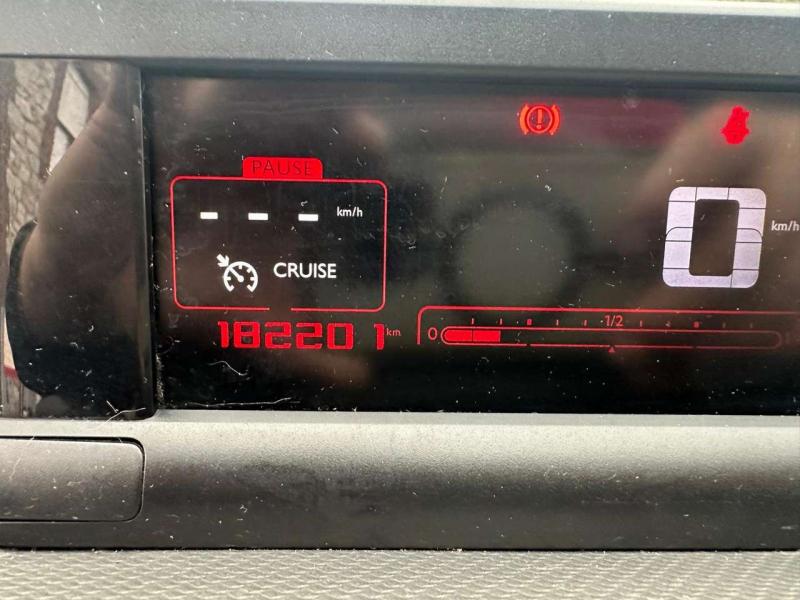 PAUSE
--- km/h
CRUISE
0 km/h
182201 km
0 1/2